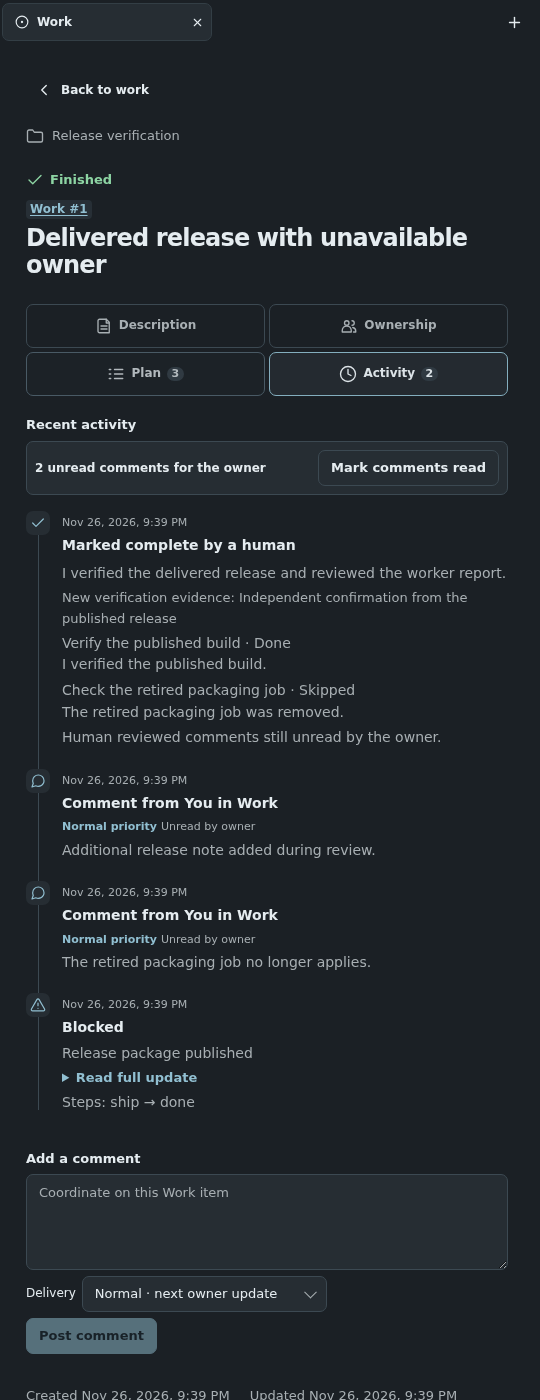 Work
Back to work
Release verification
Finished
Work #1
Delivered release with unavailable
owner
Description
Ownership
Plan 3
Activity 2
Recent activity
2 unread comments for the owner
Mark comments read
Nov 26, 2026, 9:39 PM
Marked complete by a human
I verified the delivered release and reviewed the worker report.
New verification evidence: Independent confirmation from the
published release
Verify the published build · Done
I verified the published build.
Check the retired packaging job · Skipped
The retired packaging job was removed.
Human reviewed comments still unread by the owner.
Nov 26, 2026, 9:39 PM
Comment from You in Work
Normal priority Unread by owner
Additional release note added during review.
Nov 26, 2026, 9:39 PM
Comment from You in Work
Normal priority Unread by owner
The retired packaging job no longer applies.
Nov 26, 2026, 9:39 PM
Blocked
Release package published
Read full update
Steps: ship → done
Add a comment
Coordinate on this Work item
Delivery Normal · next owner update
Post comment
Created Nov 26, 2026, 9:39 PM Updated Nov 26, 2026, 9:39 PM